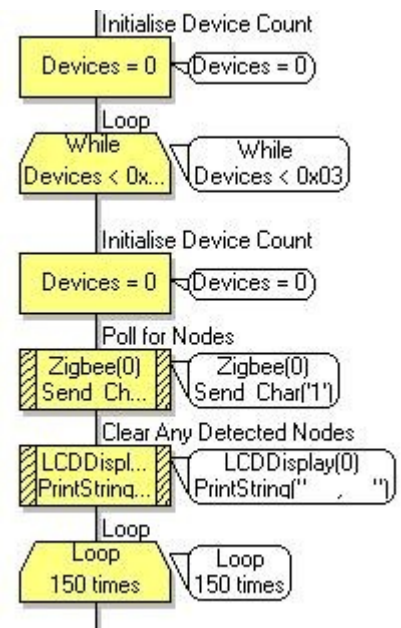 Initialise Device Count
Devices = 0
Devices = 0
Loop
While
Devices < 0x...
While
Devices < 0x03
Initialise Device Count
Devices = 0
Devices = 0
Poll for Nodes
Zigbee(0)
Send Ch...
Zigbee(0)
Send Char('1')
Clear Any Detected Nodes
LCDDispl...
PrintString...
LCDDisplay(0)
PrintString("    ,    ")
Loop
Loop
150 times
Loop
150 times